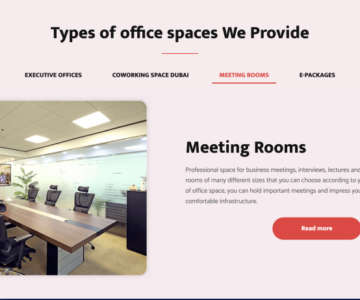 Types of office spaces We Provide
EXECUTIVE OFFICES COWORKING SPACE DUBAI MEETING ROOMS E-PACKAGES
Meeting Rooms
Professional space for business meetings, interviews, lectures and
rooms of many different sizes that you can choose according to y
of office space, you can hold important meetings and impress you
comfortable infrastructure.
Read more